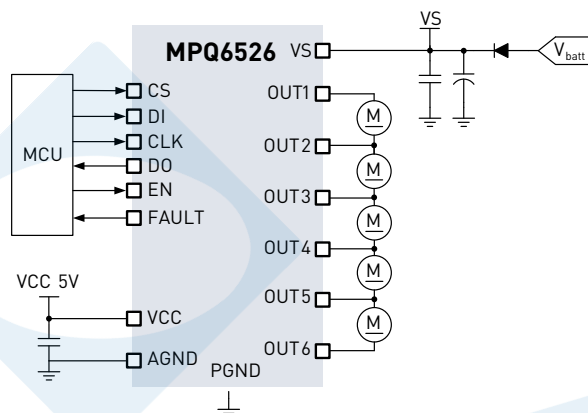 VS
MPQ6526
VS
V_batt
CS
OUT1
M
DI
MCU
CLK
OUT2
M
DO
EN
OUT3
M
FAULT
OUT4
M
VCC 5V
OUT5
M
VCC
OUT6
AGND
PGND